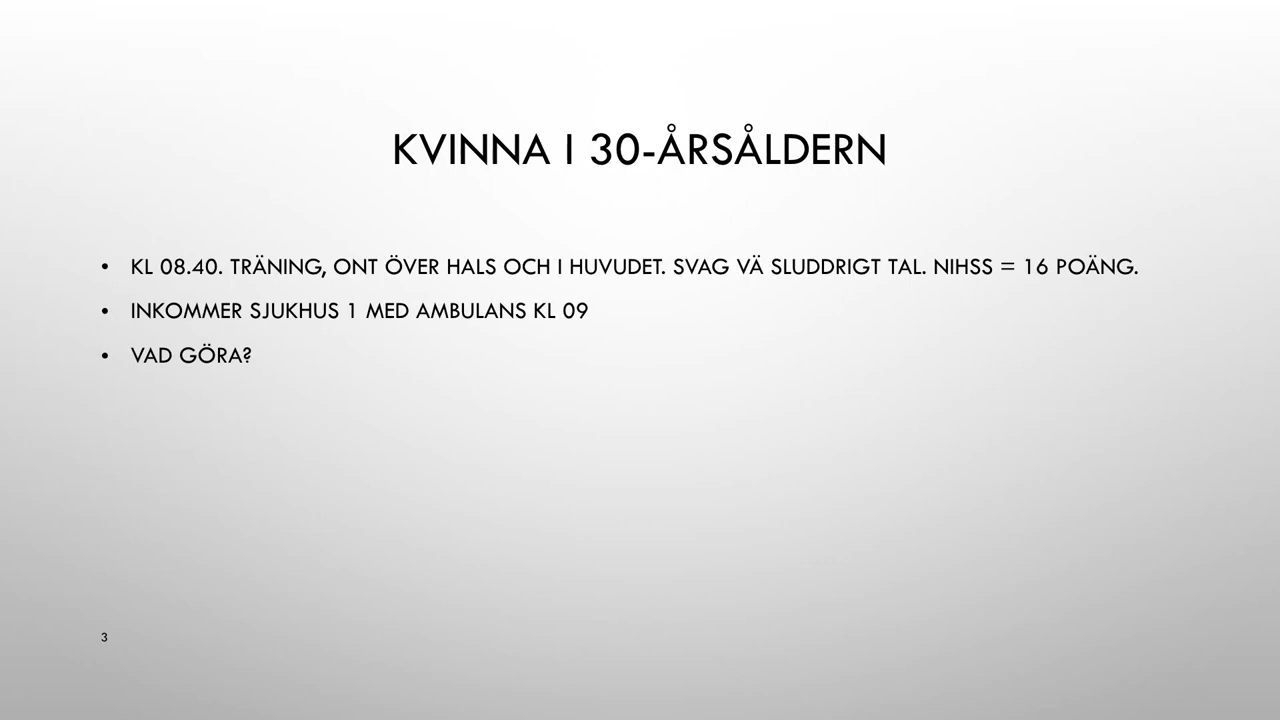 KVINNA I 30-ÅRSÅLDERN
• KL 08.40. TRÄNING, ONT ÖVER HALS OCH I HUVUDET. SVAG VÄ SLUDDRIGT TAL. NIHSS = 16 POÄNG.
• INKOMMER SJUKHUS 1 MED AMBULANS KL 09
• VAD GÖRA?
3